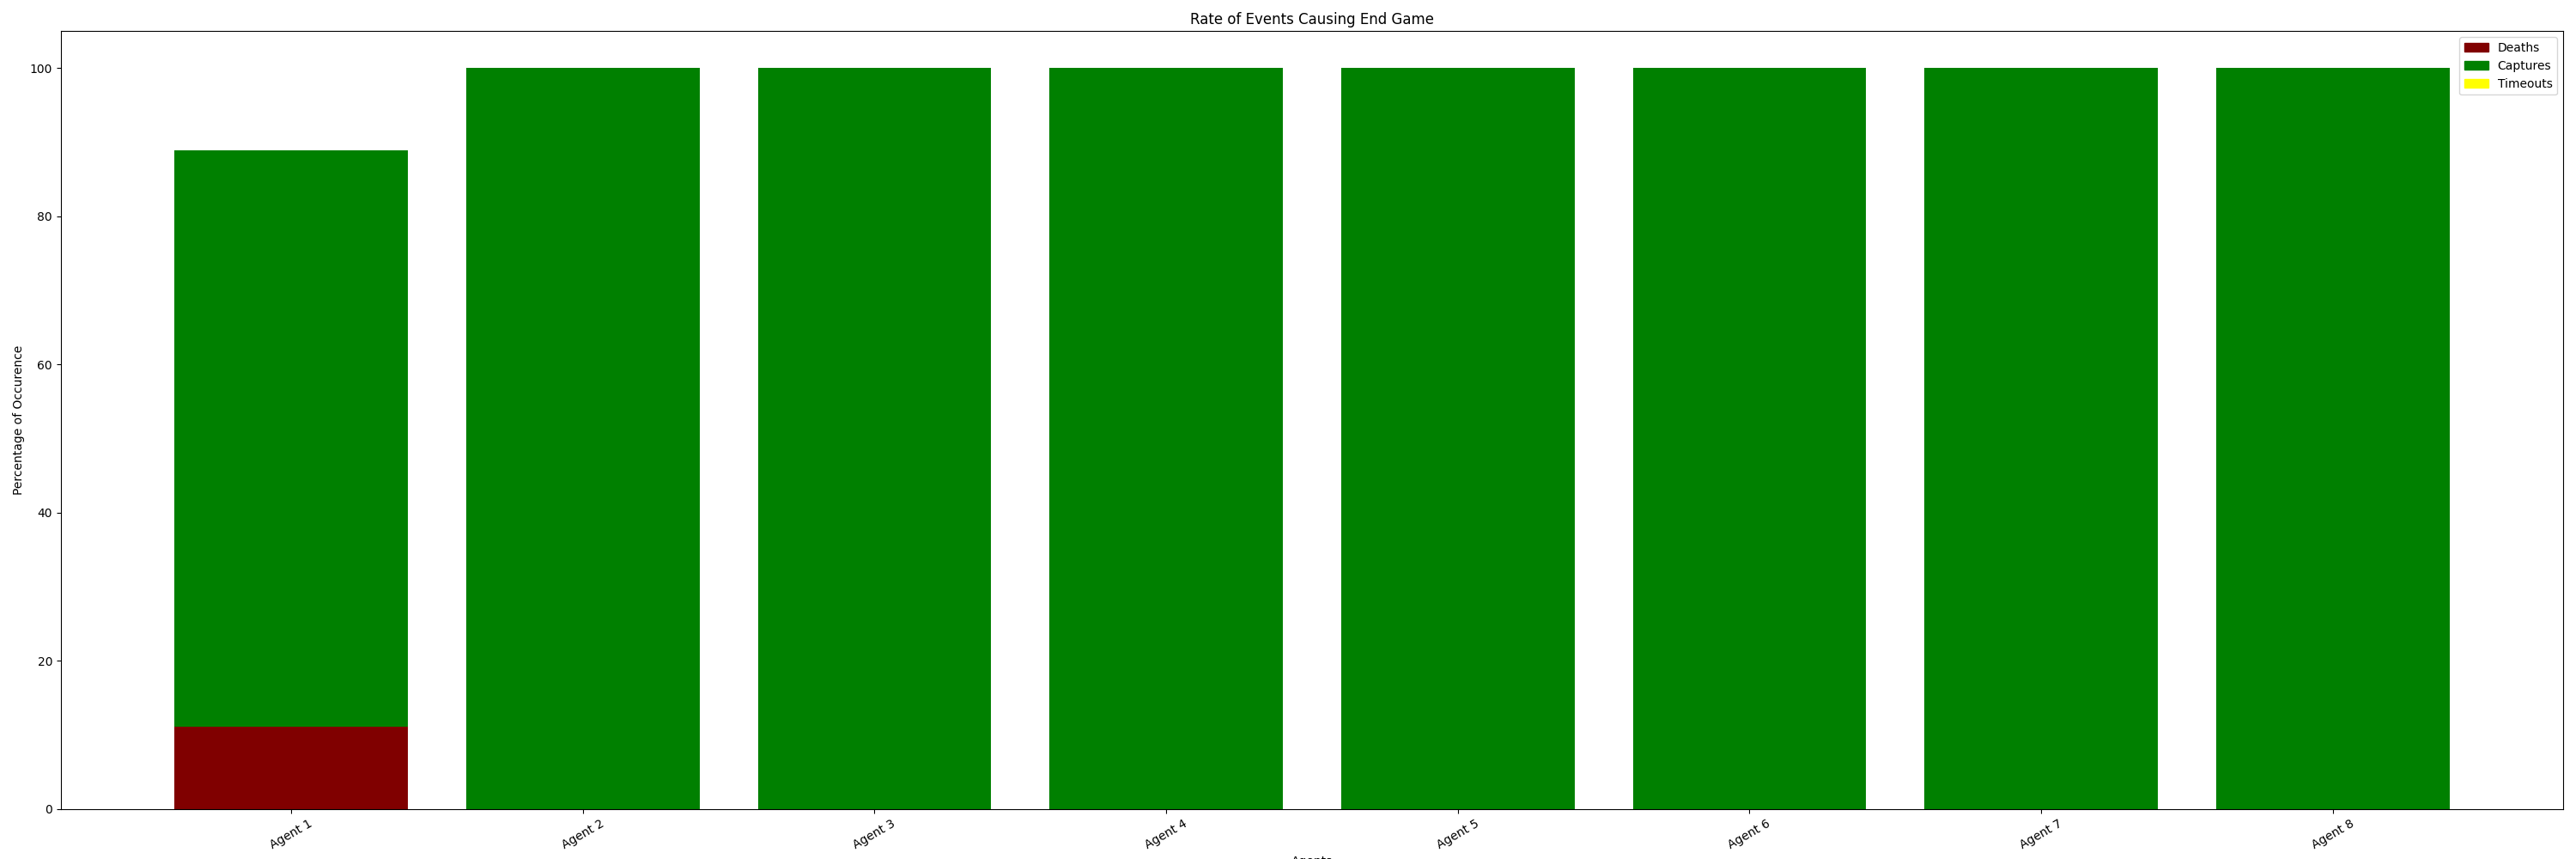 Rate of Events Causing End Game
Deaths
Captures
Timeouts
Percentage of Occurence
100
80
60
40
20
0
Agent 1
Agent 2
Agent 3
Agent 4
Agent 5
Agent 6
Agent 7
Agent 8
Agents